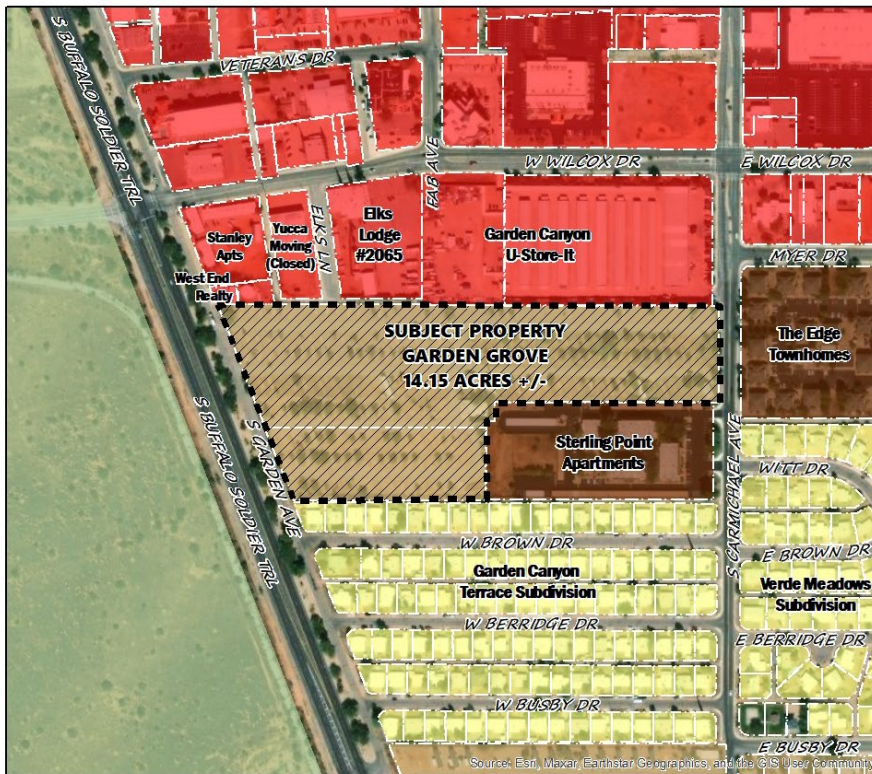 S BUFFALO SOLDIER TRL
VETERANS DR
FAB AVE
W WILCOX DR
E WILCOX DR
ELKS LN
Stanley
Apts
Yucca
Moving
(Closed)
Elks
Lodge
#2065
Garden Canyon
U-Store-It
MYER DR
West End
Realty
SUBJECT PROPERTY
GARDEN GROVE
14.15 ACRES +/-
The Edge
Townhomes
S BUFFALO SOLDIER TRL
S GARDEN AVE
Sterling Point
Apartments
S CARMICHAEL AVE
WITT DR
W BROWN DR
E BROWN DR
Garden Canyon
Terrace Subdivision
Verde Meadows
Subdivision
W BERRIDGE DR
E BERRIDGE DR
W BUSBY DR
E BUSBY DR
Source: Esri, Maxar, Earthstar Geographics, and the GIS User Community